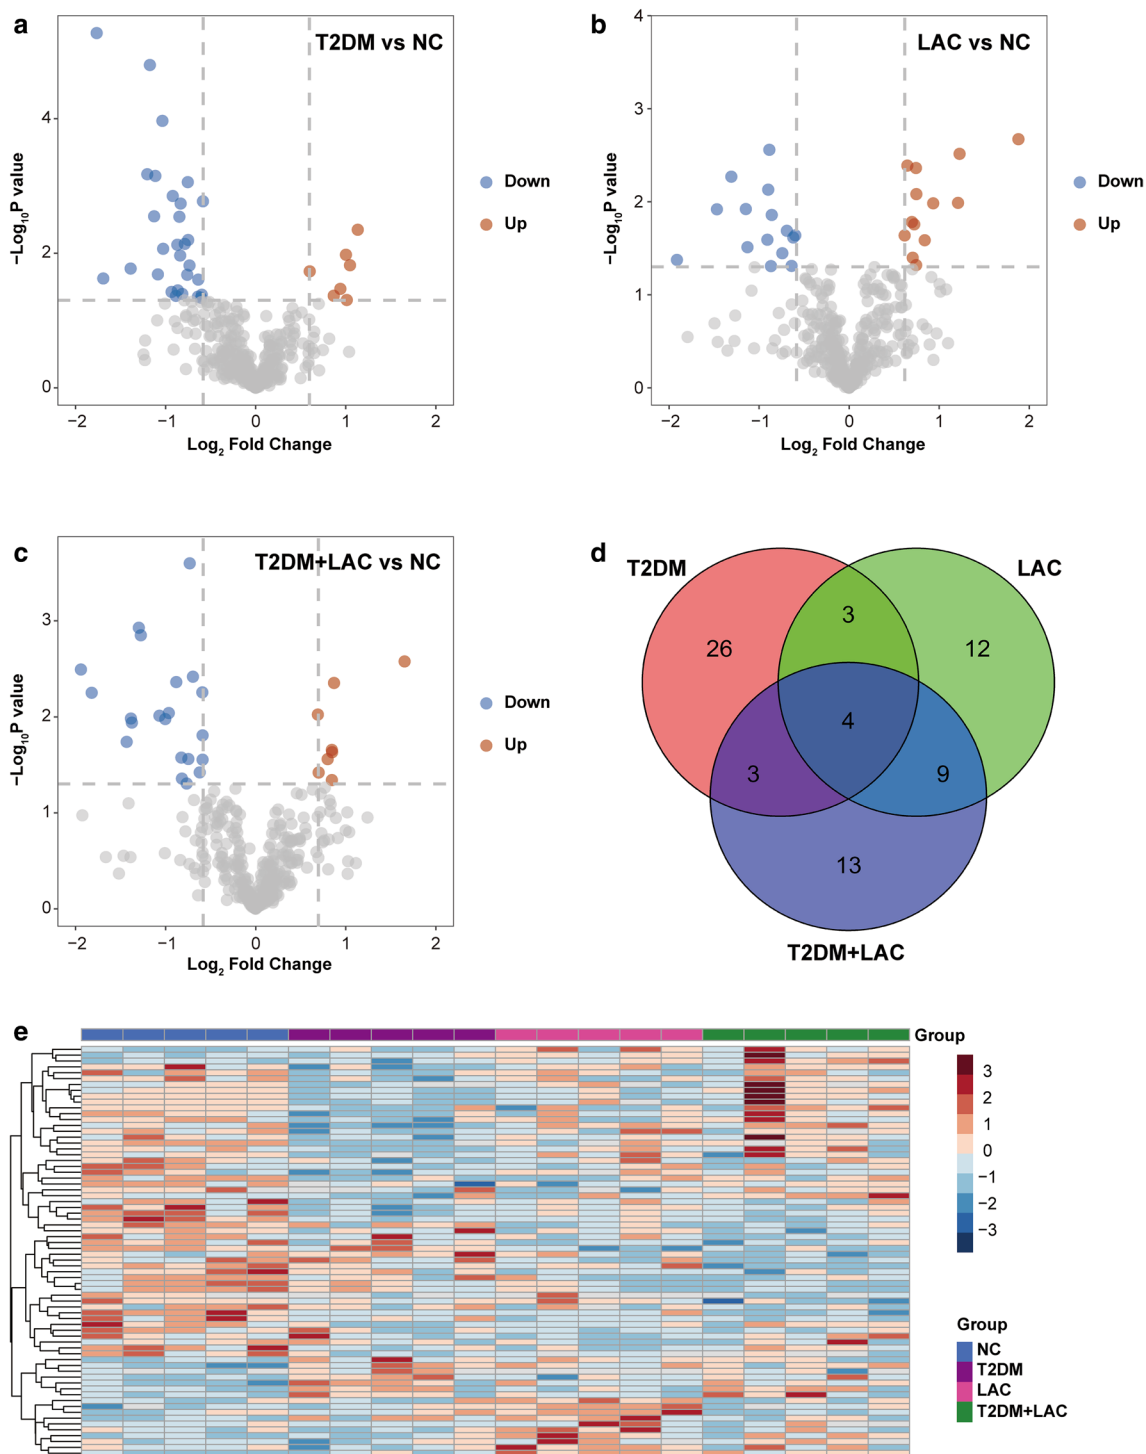 a
T2DM vs NC
4
2
0
−2 −1 0 1 2
−Log10P value
Log2 Fold Change
Down
Up
b
LAC vs NC
4
3
2
1
0
−2 −1 0 1 2
−Log10P value
Log2 Fold Change
Down
Up
c
T2DM+LAC vs NC
3
2
1
0
−2 −1 0 1 2
−Log10P value
Log2 Fold Change
Down
Up
d
T2DM
LAC
3
26
12
4
3
9
13
T2DM+LAC
e
Group
3
2
1
0
−1
−2
−3
Group
NC
T2DM
LAC
T2DM+LAC